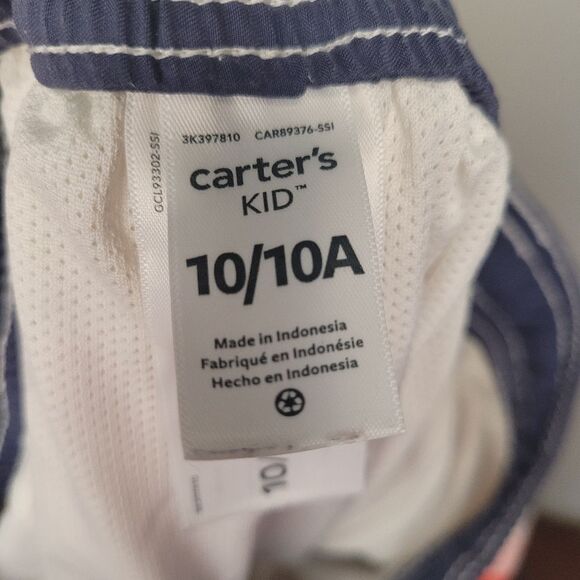 3K397810 CAR89376-SSI
GCL93302-SSI
carter's
KID™
10/10A
Made in Indonesia
Fabriqué en Indonésie
Hecho en Indonesia
10/